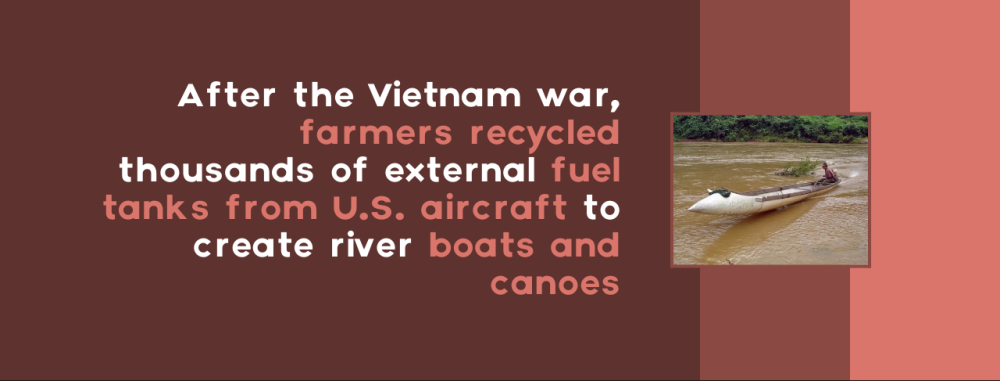 After the Vietnam war,
farmers recycled
thousands of external fuel
tanks from U.S. aircraft to
create river boats and
canoes